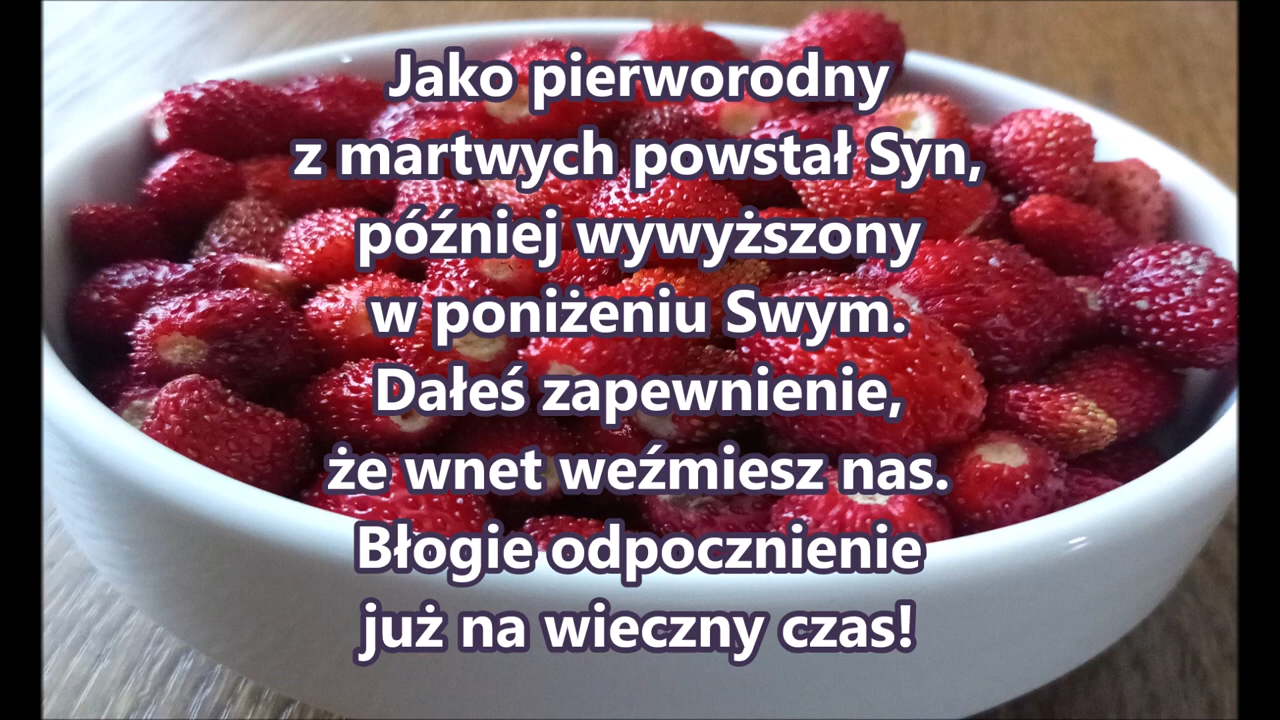 Jako pierworodny
z martwych powstał Syn,
później wywyższony
w poniżeniu Swym.
Dałeś zapewnienie,
że wnet weźmiesz nas.
Błogie odpocznienie
już na wieczny czas!